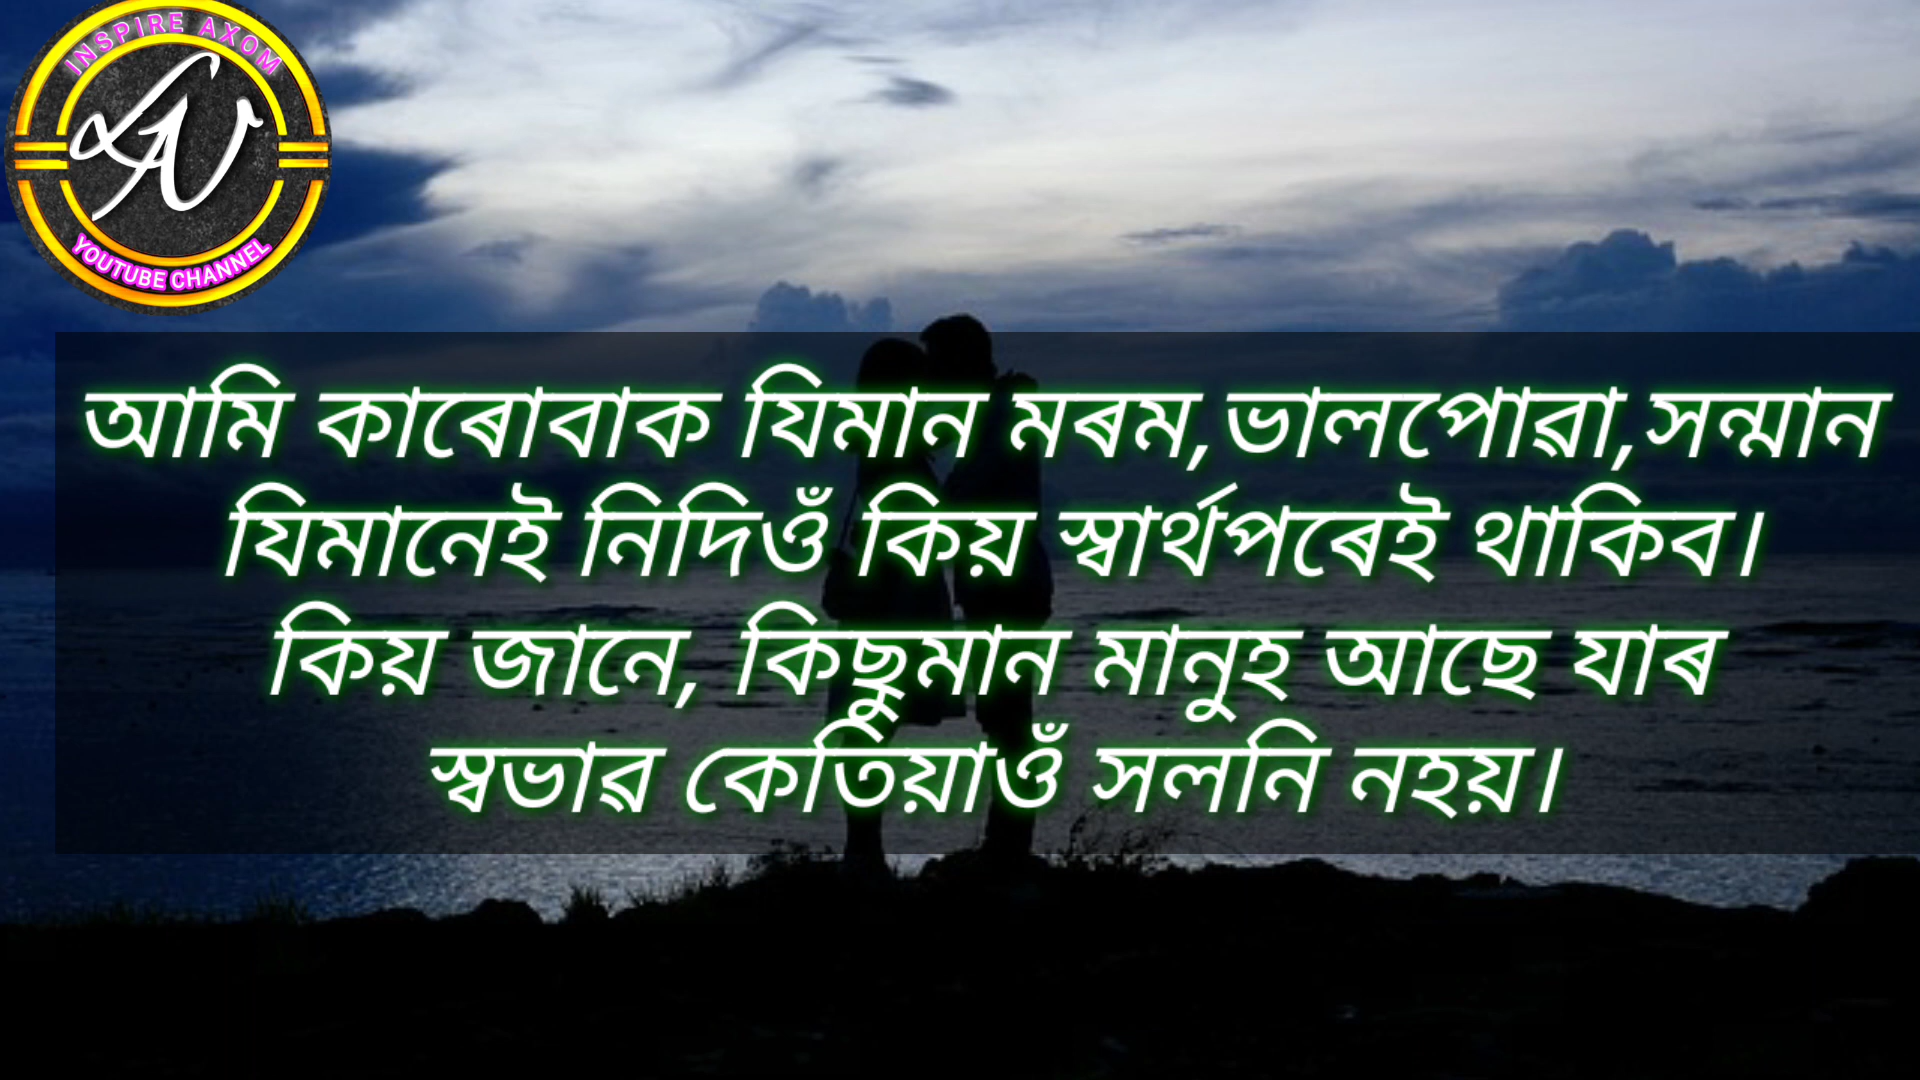 INSPIRE AXOM
YOUTUBE CHANNEL
আমি কাৰোবাক যিমান মৰম,ভালপোৱা,সন্মান
যিমানেই নিদিওঁ কিয় স্বাৰ্থপৰেই থাকিব।
কিয় জানে, কিছুমান মানুহ আছে যাৰ
স্বভাৱ কেতিয়াওঁ সলনি নহয়।